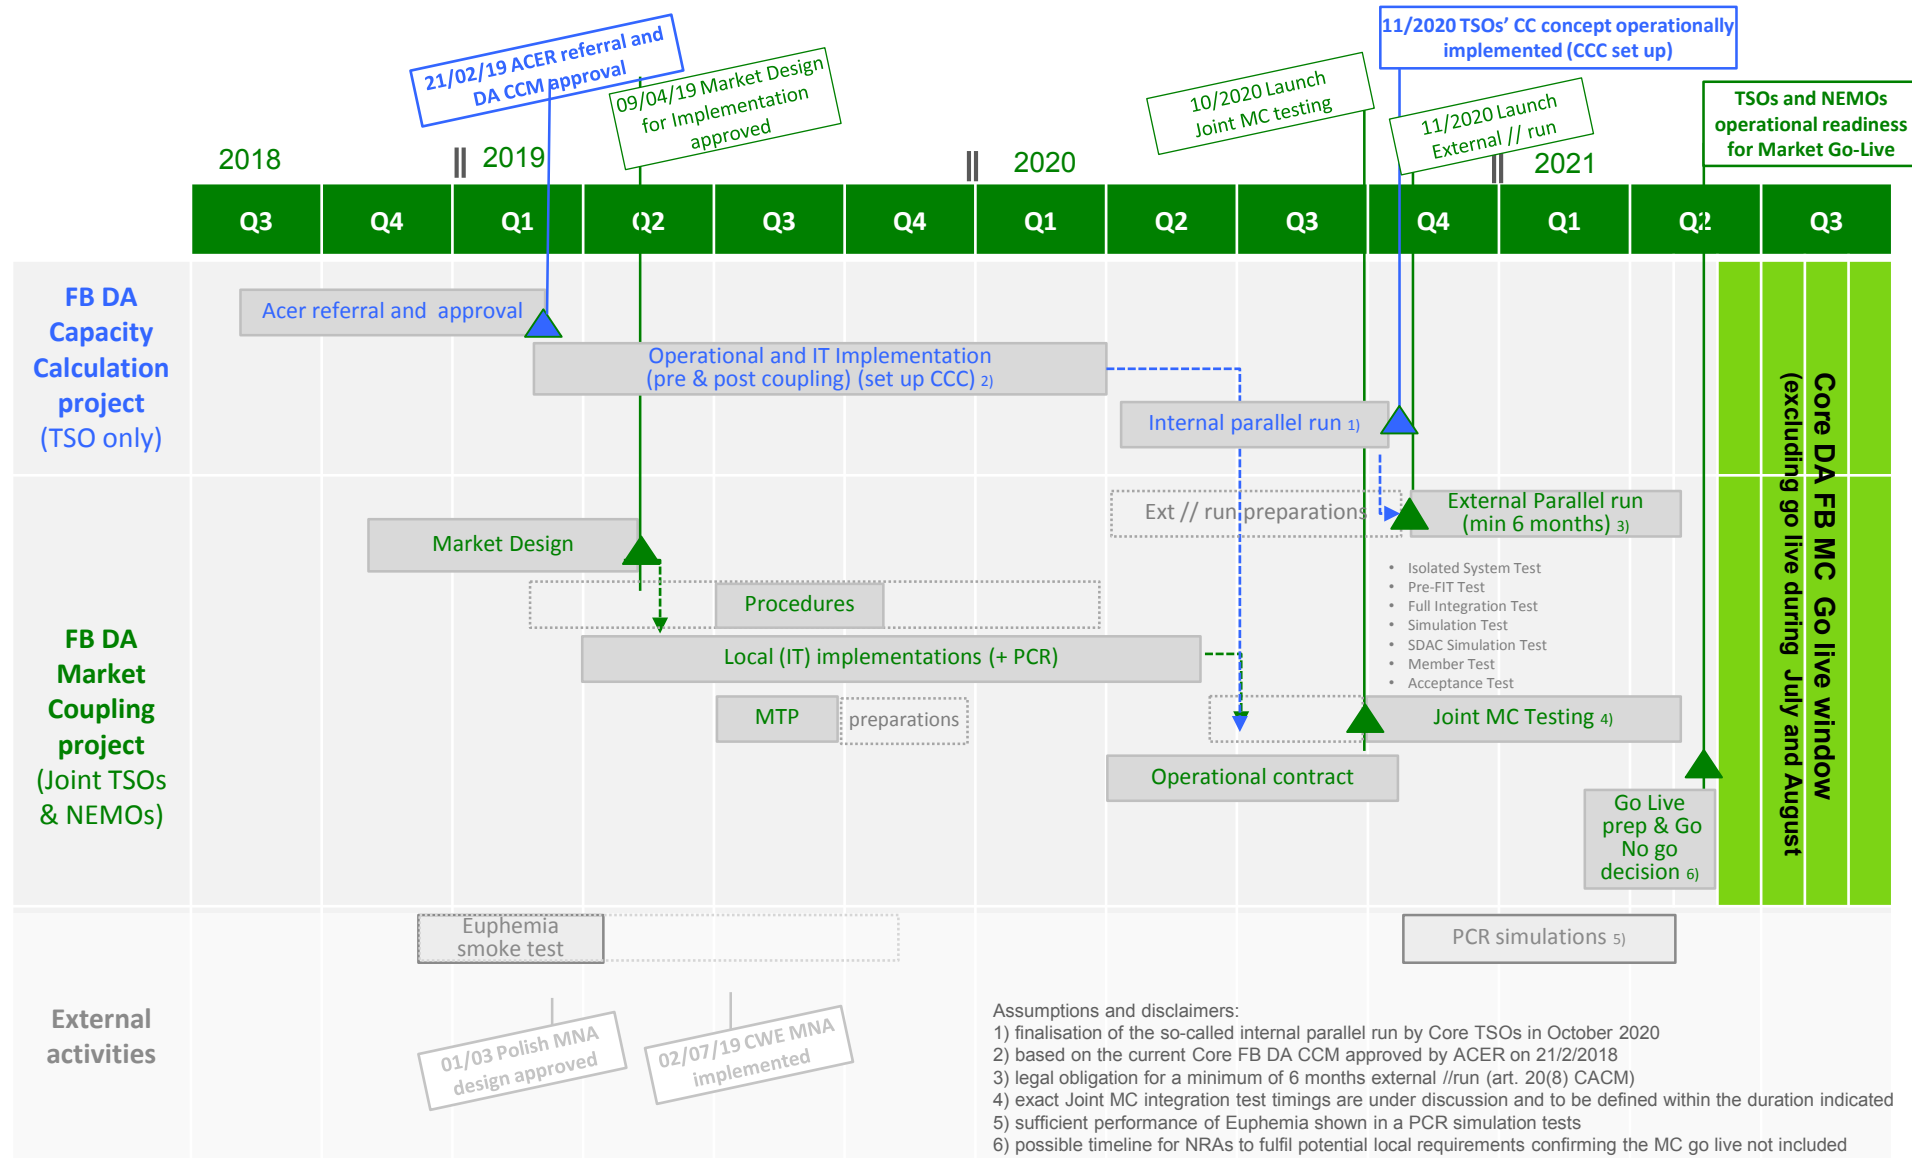 21/02/19 ACER referral and
DA CCM approval
09/04/19 Market Design
for Implementation
approved
10/2020 Launch
Joint MC testing
11/2020 TSOs' CC concept operationally
implemented (CCC set up)
11/2020 Launch
External // run
TSOs and NEMOs
operational readiness
for Market Go-Live
2018 || 2019 || 2020 || 2021
Q3 Q4 Q1 Q2 Q3 Q4 Q1 Q2 Q3 Q4 Q1 Q2 Q3
FB DA
Capacity
Calculation
project
(TSO only)
Acer referral and approval
Operational and IT Implementation
(pre & post coupling) (set up CCC) 2)
Internal parallel run 1)
FB DA
Market
Coupling
project
(Joint TSOs
& NEMOs)
Ext // run preparations
External Parallel run
(min 6 months) 3)
Market Design
• Isolated System Test
• Pre-FIT Test
• Full Integration Test
• Simulation Test
• SDAC Simulation Test
• Member Test
• Acceptance Test
Procedures
Local (IT) implementations (+ PCR)
MTP
preparations
Joint MC Testing 4)
Operational contract
Go Live
prep & Go
No go
decision 6)
Core DA FB MC Go live window
(excluding go live during July and August
External
activities
Euphemia
smoke test
PCR simulations 5)
01/03 Polish MNA
design approved
02/07/19 CWE MNA
implemented
Assumptions and disclaimers:
1) finalisation of the so-called internal parallel run by Core TSOs in October 2020
2) based on the current Core FB DA CCM approved by ACER on 21/2/2018
3) legal obligation for a minimum of 6 months external //run (art. 20(8) CACM)
4) exact Joint MC integration test timings are under discussion and to be defined within the duration indicated
5) sufficient performance of Euphemia shown in a PCR simulation tests
6) possible timeline for NRAs to fulfil potential local requirements confirming the MC go live not included